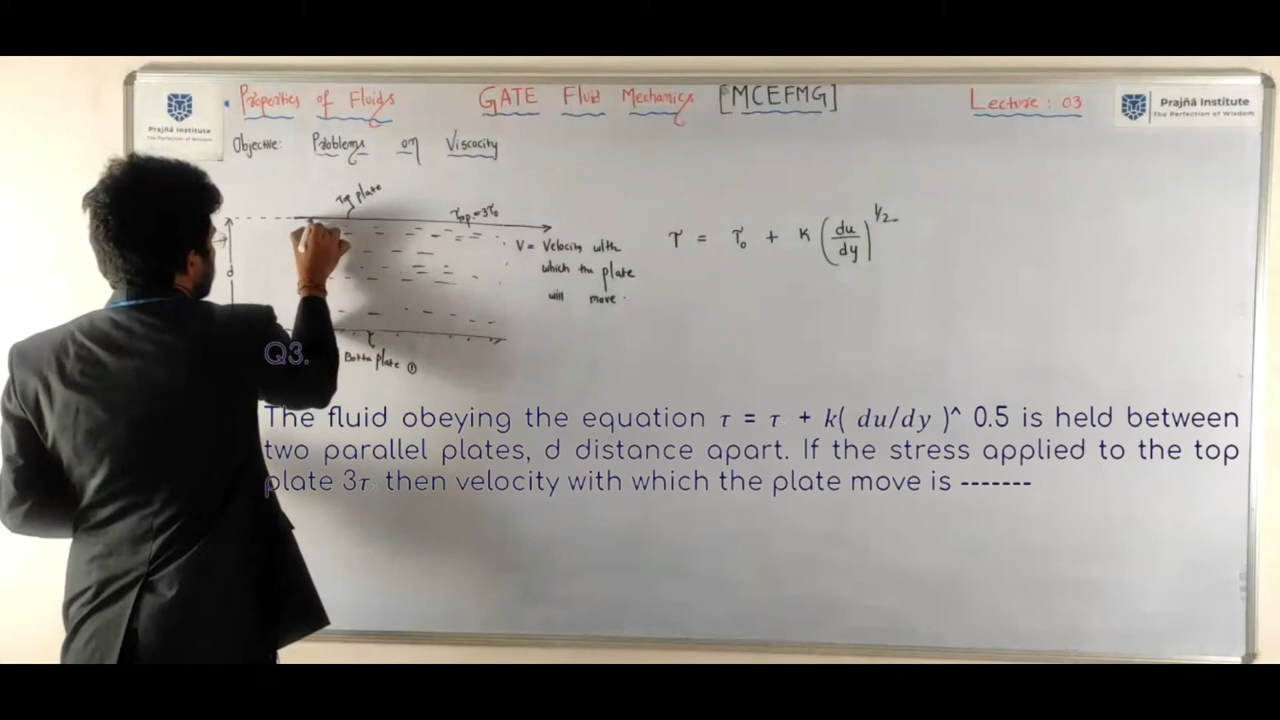 Properties of Fluids GATE Fluid Mechanics [MCEFMG] Lecture : 03
Prajñā Institute
The Perfection of Wisdom
Prajñā Institute
The Perfection of Wisdom
Objective: Problems on Viscocity
Top plate
τtop = 3τ₀
V = Velocity with
which the plate
will move.
τ = τ₀ + K (du/dy)^1/2
d
Bottom plate ①
Q3.
The fluid obeying the equation τ = τ + k( du/dy )^ 0.5 is held between
two parallel plates, d distance apart. If the stress applied to the top
plate 3τ then velocity with which the plate move is -------